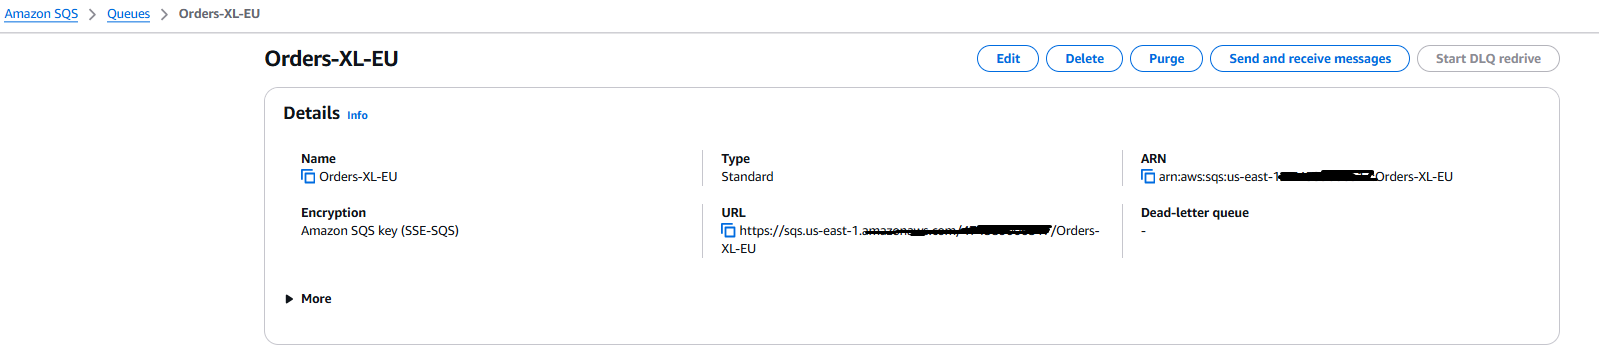 Amazon SQS > Queues > Orders-XL-EU
Orders-XL-EU
Edit Delete Purge Send and receive messages Start DLQ redrive
Details Info
Name Type ARN
Orders-XL-EU Standard arn:aws:sqs:us-east-1 Orders-XL-EU
Encryption URL Dead-letter queue
Amazon SQS key (SSE-SQS) https://sqs.us-east-1.amazonaws.com/ /Orders- -
XL-EU
More